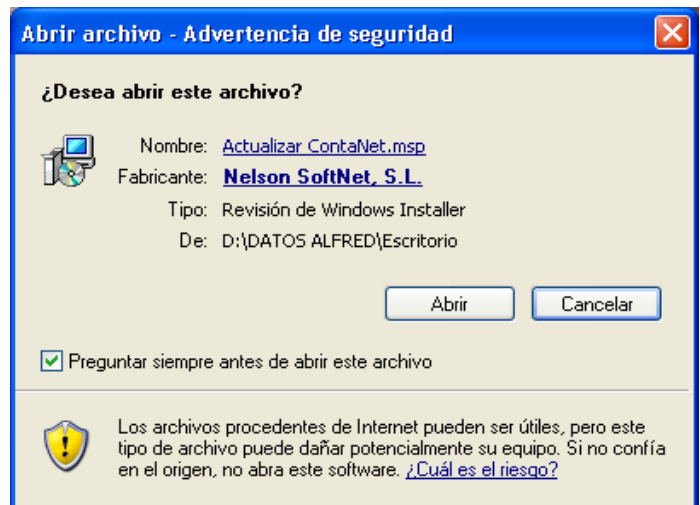 Abrir archivo - Advertencia de seguridad
¿Desea abrir este archivo?
Nombre: Actualizar ContaNet.msp
Fabricante: Nelson SoftNet, S.L.
Tipo: Revisión de Windows Installer
De: D:\DATOS ALFRED\Escritorio
Abrir Cancelar
Preguntar siempre antes de abrir este archivo
Los archivos procedentes de Internet pueden ser útiles, pero este
tipo de archivo puede dañar potencialmente su equipo. Si no confía
en el origen, no abra este software. ¿Cuál es el riesgo?